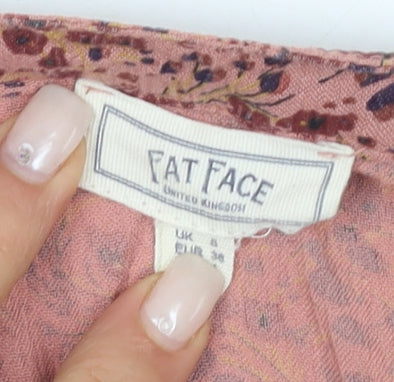 FAT FACE
UNITED KINGDOM
UK 8
EUR 36